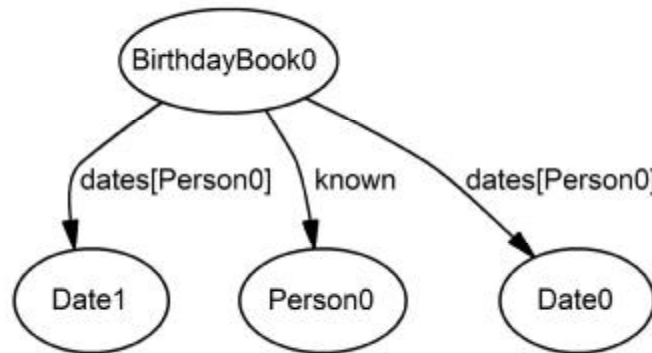 BirthdayBook0
dates[Person0]
known
dates[Person0]
Date1
Person0
Date0